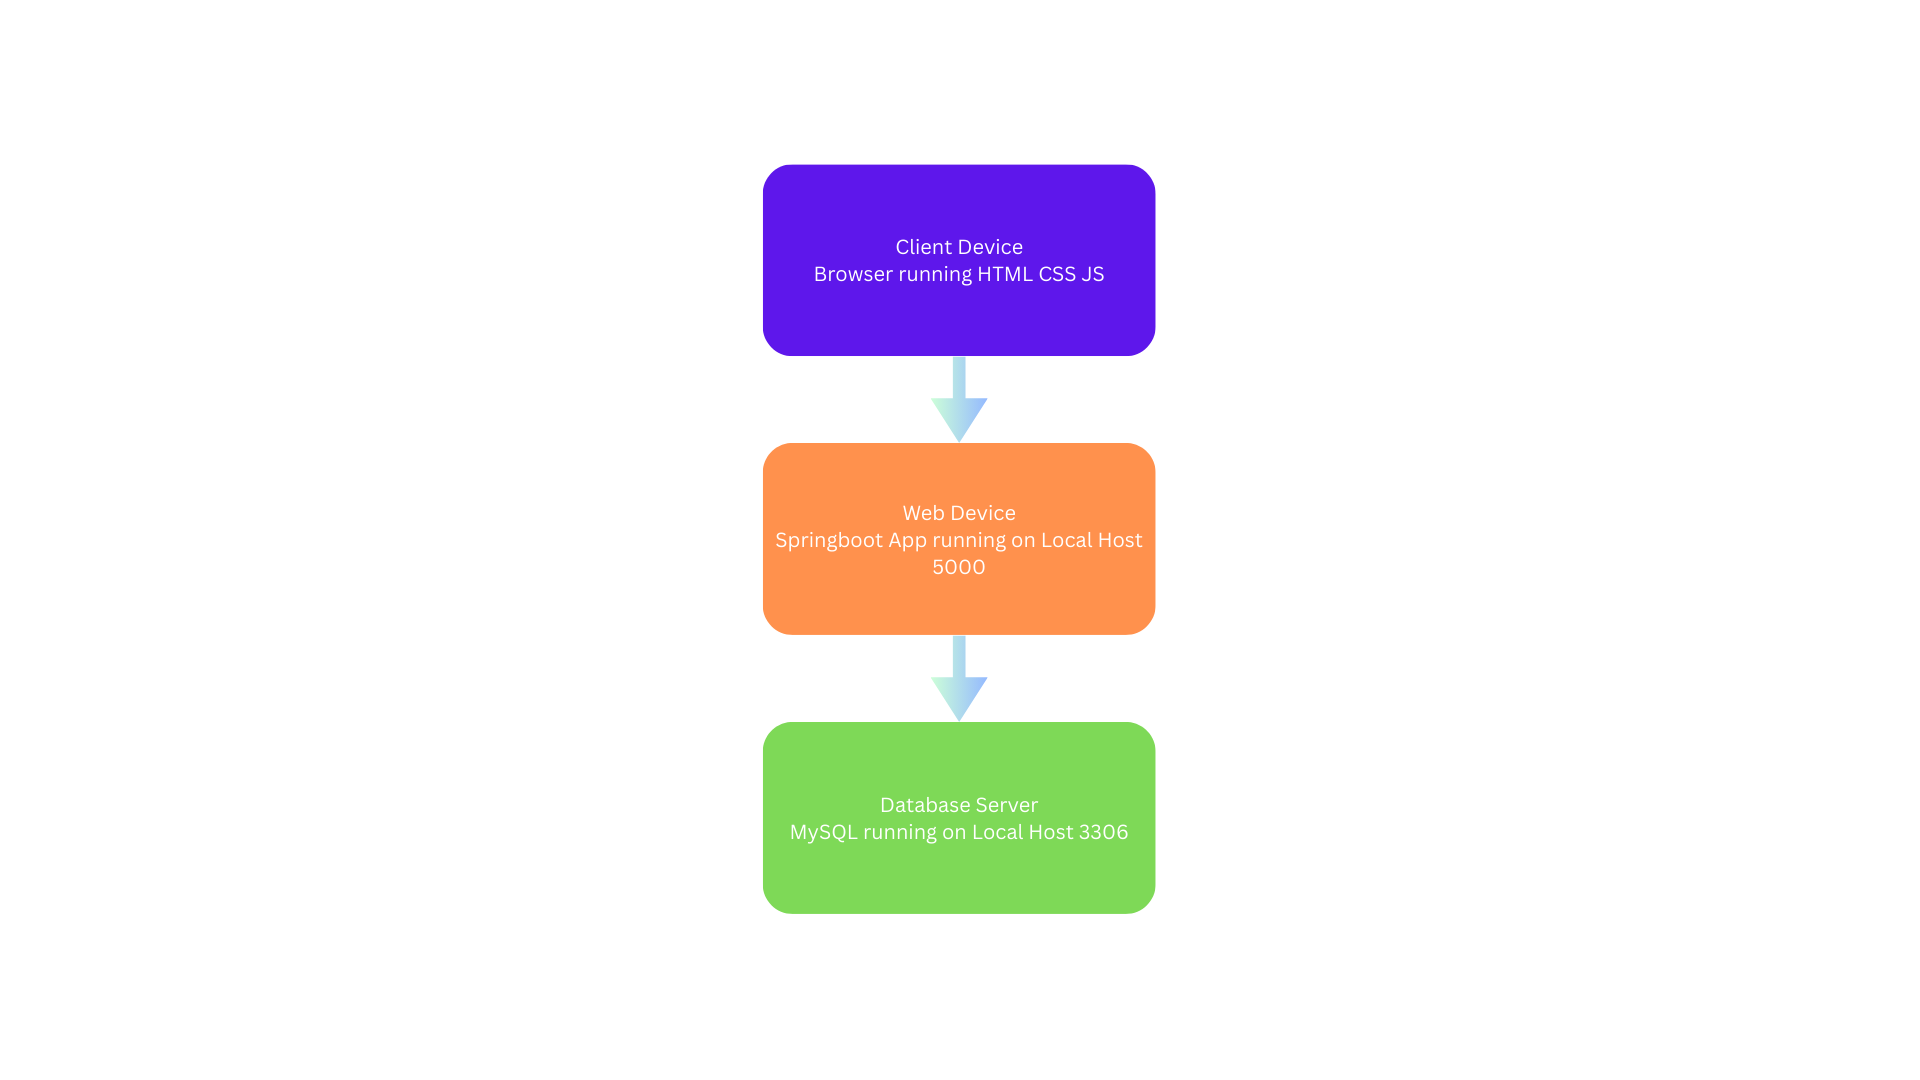 Client Device
Browser running HTML CSS JS
Web Device
Springboot App running on Local Host
5000
Database Server
MySQL running on Local Host 3306